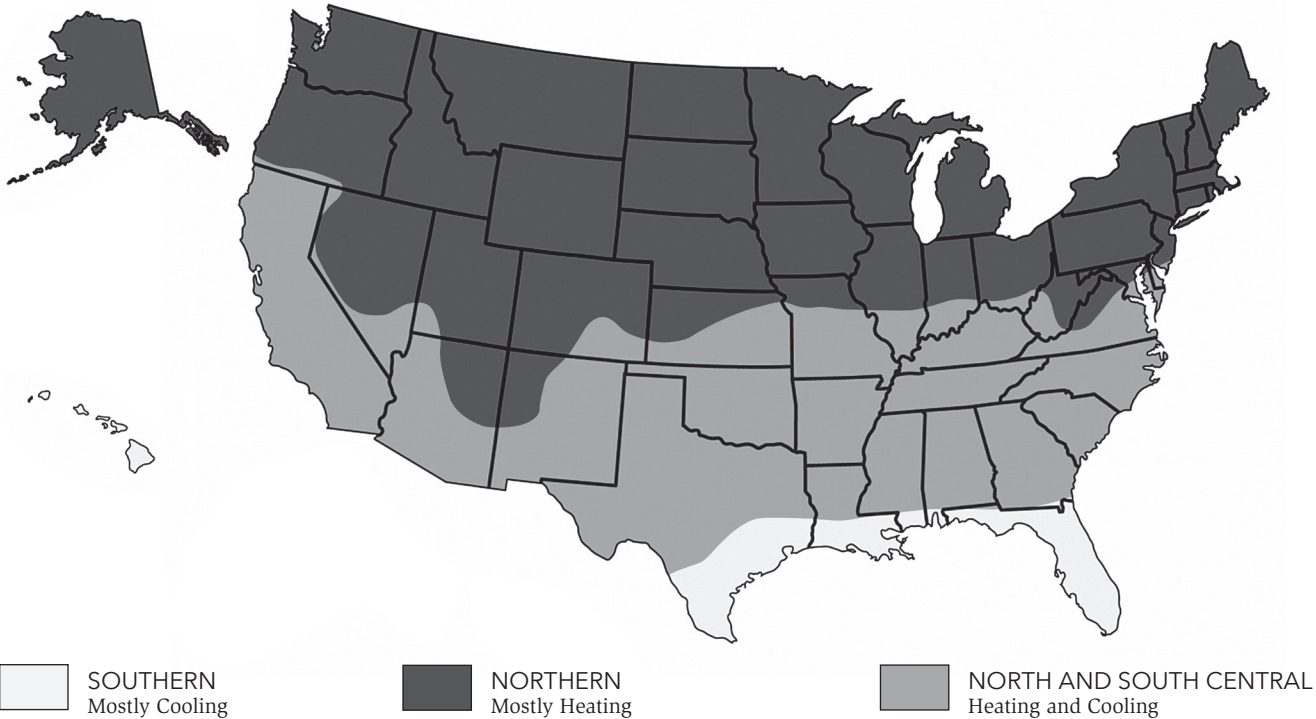 SOUTHERN
Mostly Cooling
NORTHERN
Mostly Heating
NORTH AND SOUTH CENTRAL
Heating and Cooling